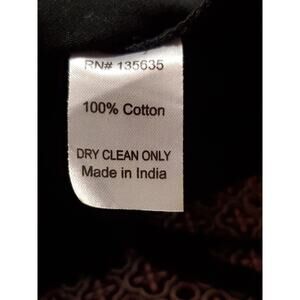 RN# 135635
100% Cotton
DRY CLEAN ONLY
Made in India